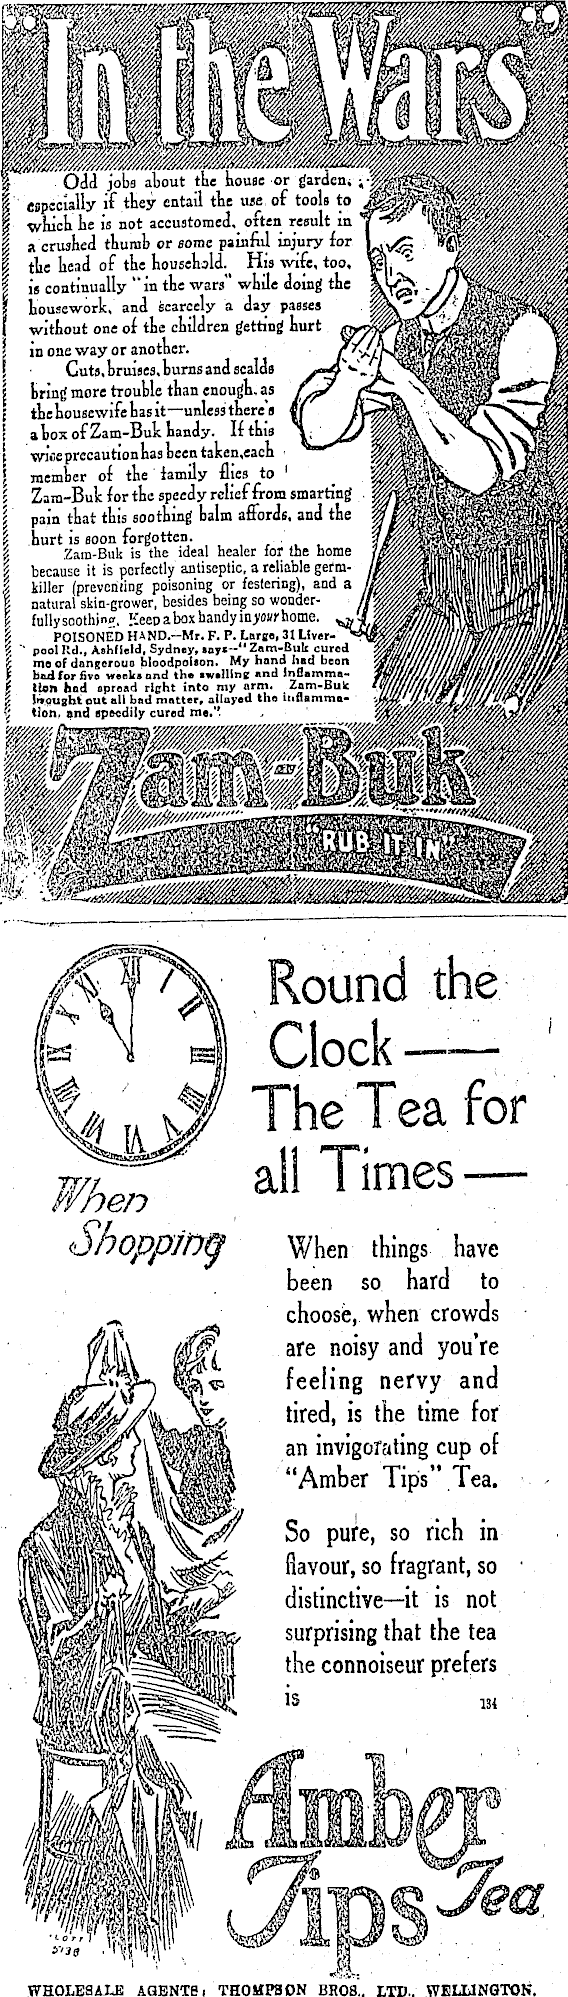 "In the Wars"
Odd jobs about the house or garden,
especially if they entail the use of tools to
which he is not accustomed, often result in
a crushed thumb or some painful injury for
the head of the household. His wife, too,
is continually "in the wars" while doing the
housework, and scarcely a day passes
without one of the children getting hurt
in one way or another.
Cuts, bruises, burns and scalds
bring more trouble than enough, as
the housewife has it—unless there's
a box of Zam-Buk handy. If this
wise precaution has been taken, each
member of the family flies to
Zam-Buk for the speedy relief from smarting
pain that this soothing balm affords, and the
hurt is soon forgotten.
Zam-Buk is the ideal healer for the home
because it is perfectly antiseptic, a reliable germ-
killer (preventing poisoning or festering), and a
natural skin-grower, besides being so wonder-
fully soothing. Keep a box handy in your home.
POISONED HAND.—Mr. F. P. Large, 31 Liver-
pool Rd., Ashfield, Sydney, says—"Zam-Buk cured
me of dangerous bloodpoison. My hand had been
bad for five weeks and the swelling and inflamma-
tion had spread right into my arm. Zam-Buk
brought out all bad matter, allayed the inflamma-
tion, and speedily cured me."
Zam-Buk
"RUB IT IN"
XII I II III IIII V VI VII VIII IX X XI
Round the
Clock —
The Tea for
all Times —
When
Shopping
When things have
been so hard to
choose, when crowds
are noisy and you're
feeling nervy and
tired, is the time for
an invigorating cup of
"Amber Tips" Tea.
So pure, so rich in
flavour, so fragrant, so
distinctive—it is not
surprising that the tea
the connoiseur prefers
is 134
Amber
Tips Tea
5138
WHOLESALE AGENTS: THOMPSON BROS., LTD., WELLINGTON.